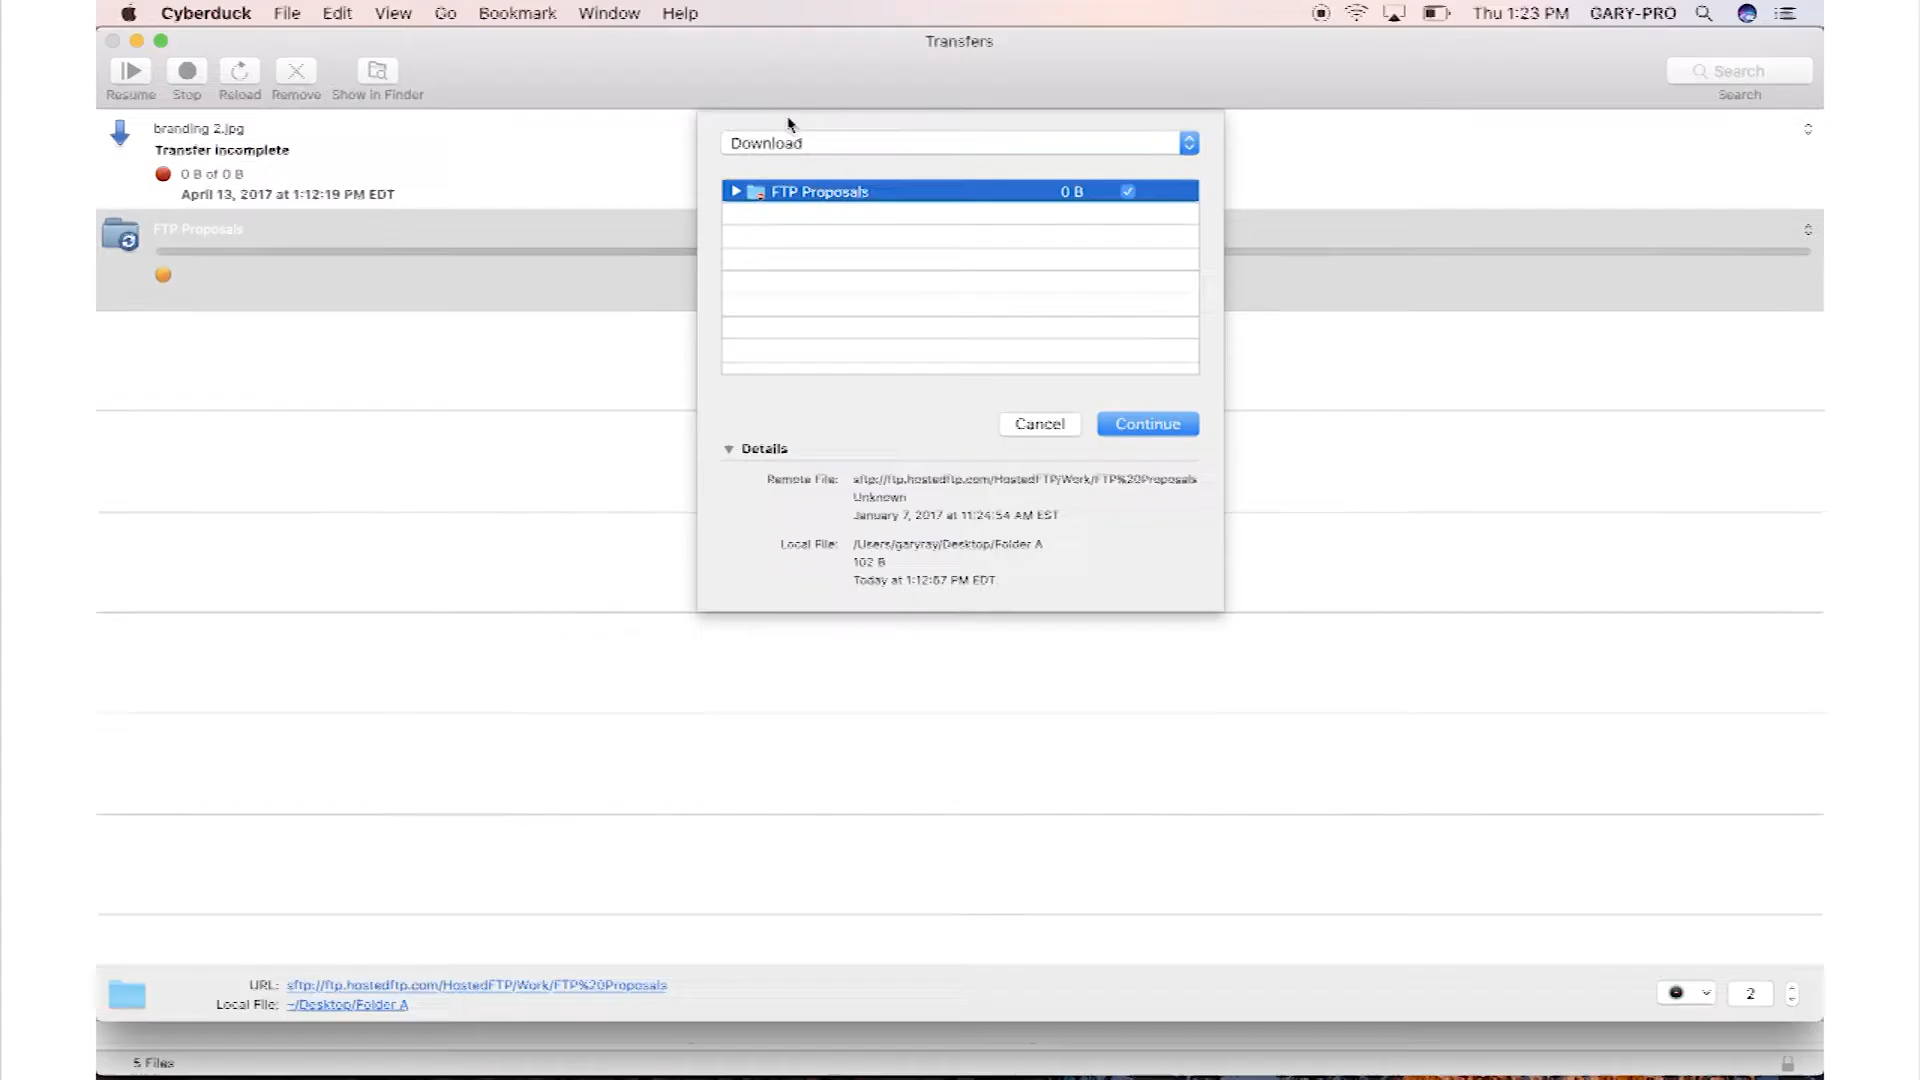 Cyberduck File Edit View Go Bookmark Window Help Thu 1:23 PM GARY-PRO
Transfers
Resume Stop Reload Remove Show in Finder
Search
Search
branding 2.jpg
Transfer incomplete
0 B of 0 B
April 13, 2017 at 1:12:19 PM EDT
FTP Proposals
Download
FTP Proposals 0 B
Cancel Continue
Details
Remote File: sftp://ftp.hostedftp.com/HostedFTP/Work/FTP%20Proposals
Unknown
January 7, 2017 at 11:24:54 AM EST
Local File: /Users/garyray/Desktop/Folder A
102 B
Today at 1:12:57 PM EDT
URL: sftp://ftp.hostedftp.com/HostedFTP/Work/FTP%20Proposals
Local File: ~/Desktop/Folder A
2
5 Files